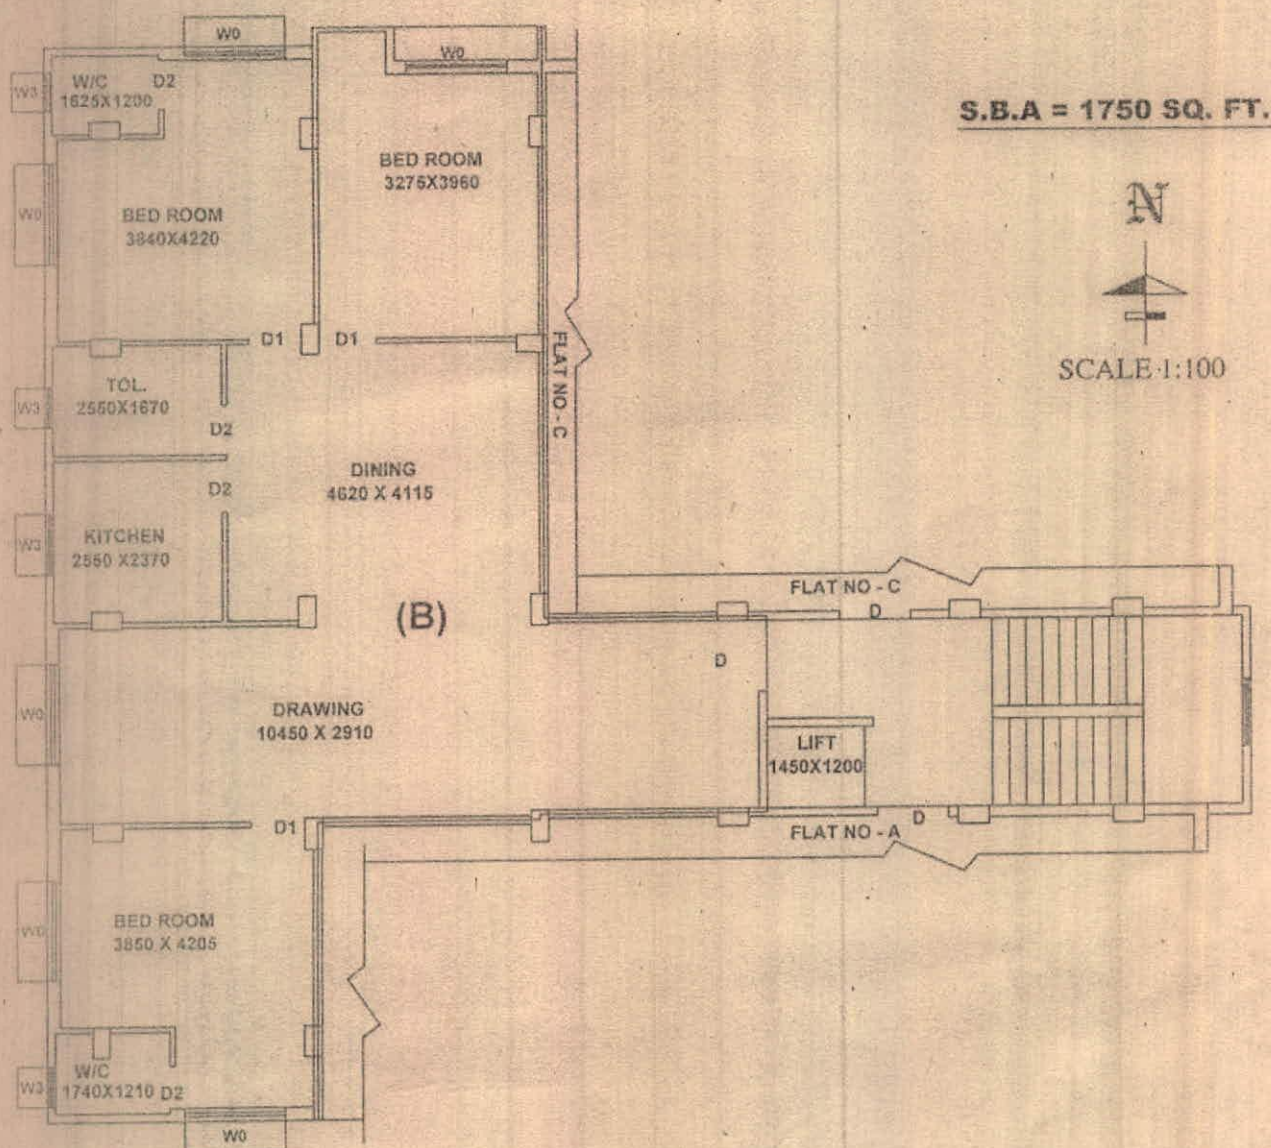 W0
W0
W3
W/C
D2
1625X1200
S.B.A = 1750 SQ. FT.
BED ROOM
3275X3960
N
W0
BED ROOM
3840X4220
D1
D1
FLAT NO - C
SCALE 1:100
TOL.
2550X1670
W3
D2
DINING
4620 X 4115
D2
KITCHEN
2550 X2370
W3
FLAT NO - C
D
(B)
D
DRAWING
10450 X 2910
W0
LIFT
1450X1200
D1
D
FLAT NO - A
BED ROOM
3850 X 4205
W0
W/C
1740X1210 D2
W3
W0